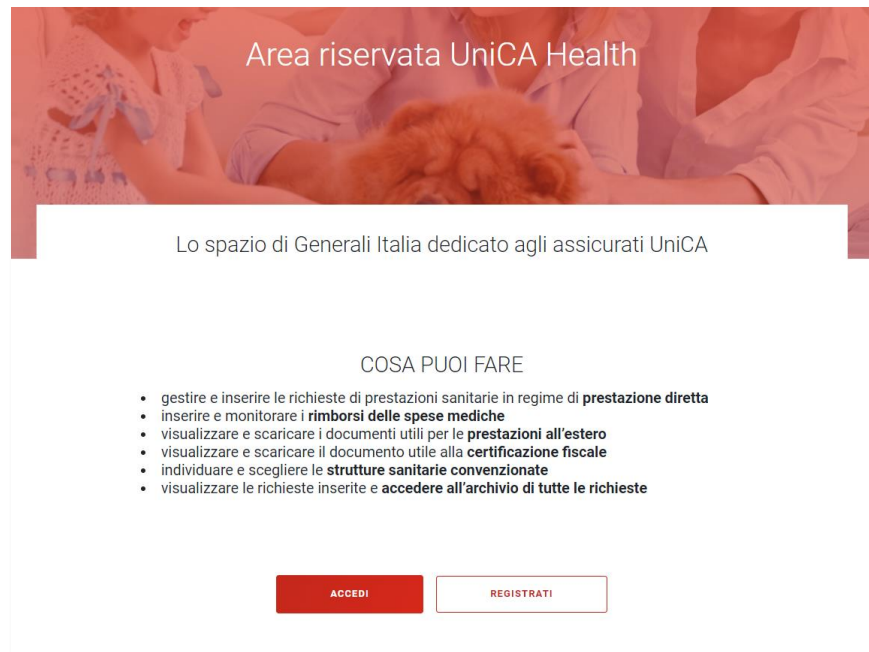 Area riservata UniCA Health
Lo spazio di Generali Italia dedicato agli assicurati UniCA
COSA PUOI FARE
• gestire e inserire le richieste di prestazioni sanitarie in regime di prestazione diretta
• inserire e monitorare i rimborsi delle spese mediche
• visualizzare e scaricare i documenti utili per le prestazioni all’estero
• visualizzare e scaricare il documento utile alla certificazione fiscale
• individuare e scegliere le strutture sanitarie convenzionate
• visualizzare le richieste inserite e accedere all’archivio di tutte le richieste
ACCEDI
REGISTRATI